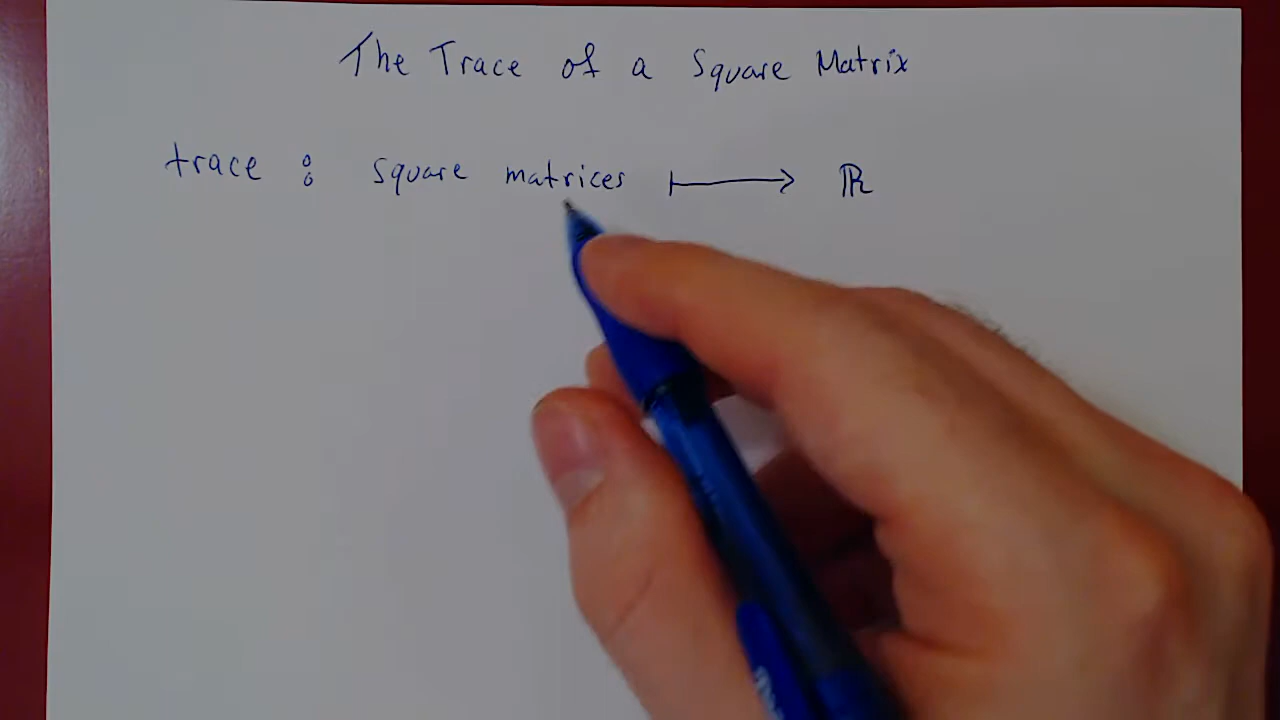 The Trace of a Square Matrix
trace : square matrices ⟼ ℝ